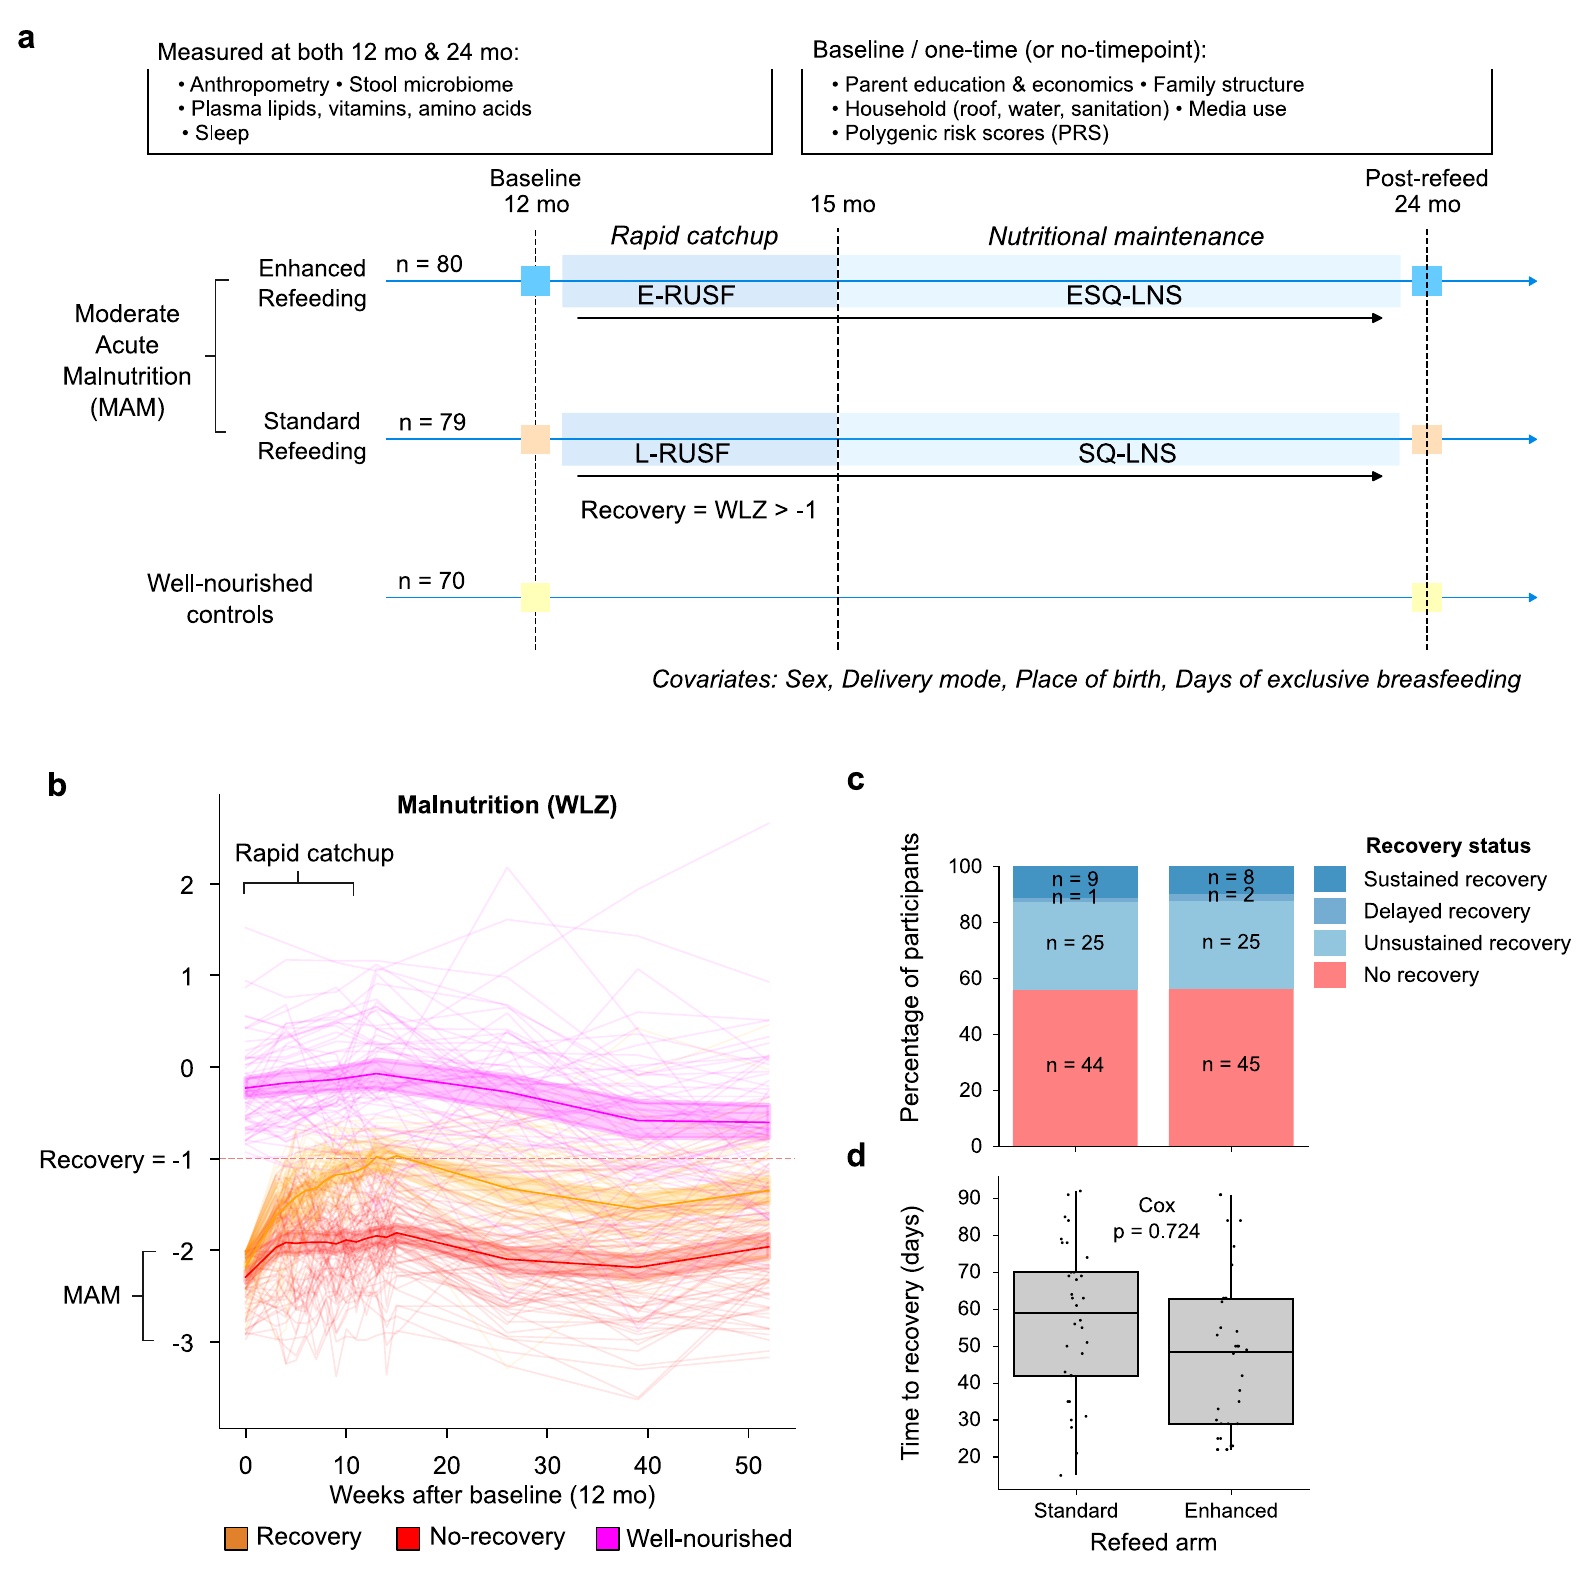 a
Measured at both 12 mo & 24 mo:
• Anthropometry • Stool microbiome
• Plasma lipids, vitamins, amino acids
• Sleep
Baseline / one-time (or no-timepoint):
• Parent education & economics • Family structure
• Household (roof, water, sanitation) • Media use
• Polygenic risk scores (PRS)
Baseline
12 mo
15 mo
Post-refeed
24 mo
Rapid catchup
Nutritional maintenance
Moderate
Acute
Malnutrition
(MAM)
Enhanced
Refeeding
n = 80
E-RUSF
ESQ-LNS
Standard
Refeeding
n = 79
L-RUSF
SQ-LNS
Recovery = WLZ > -1
Well-nourished
controls
n = 70
Covariates: Sex, Delivery mode, Place of birth, Days of exclusive breasfeeding
b
Malnutrition (WLZ)
Rapid catchup
2
1
0
Recovery = -1
-2
MAM
-3
0 10 20 30 40 50
Weeks after baseline (12 mo)
Recovery
No-recovery
Well-nourished
c
Percentage of participants
100
80
60
40
20
0
n = 9
n = 1
n = 25
n = 44
n = 8
n = 2
n = 25
n = 45
Recovery status
Sustained recovery
Delayed recovery
Unsustained recovery
No recovery
d
Time to recovery (days)
90
80
70
60
50
40
30
20
Cox
p = 0.724
Standard
Enhanced
Refeed arm